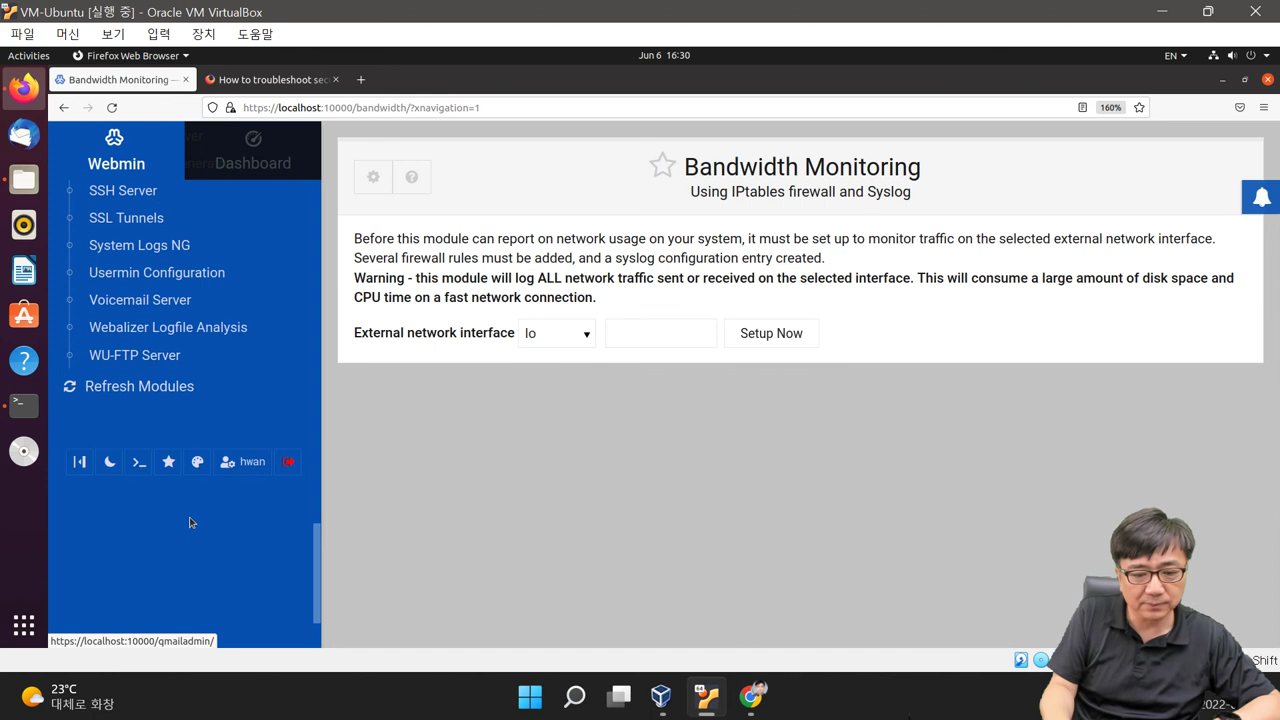 VM-Ubuntu [실행 중] - Oracle VM VirtualBox
파일 머신 보기 입력 장치 도움말
Activities Firefox Web Browser Jun 6 16:30 EN
Bandwidth Monitoring — How to troubleshoot sec
https://localhost:10000/bandwidth/?xnavigation=1 160%
Webmin Dashboard
SSH Server
SSL Tunnels
System Logs NG
Usermin Configuration
Voicemail Server
Webalizer Logfile Analysis
WU-FTP Server
Refresh Modules
hwan
https://localhost:10000/qmailadmin/
Bandwidth Monitoring
Using IPtables firewall and Syslog
Before this module can report on network usage on your system, it must be set up to monitor traffic on the selected external network interface.
Several firewall rules must be added, and a syslog configuration entry created.
Warning - this module will log ALL network traffic sent or received on the selected interface. This will consume a large amount of disk space and
CPU time on a fast network connection.
External network interface lo Setup Now
Shift
23°C
대체로 화창
2022-